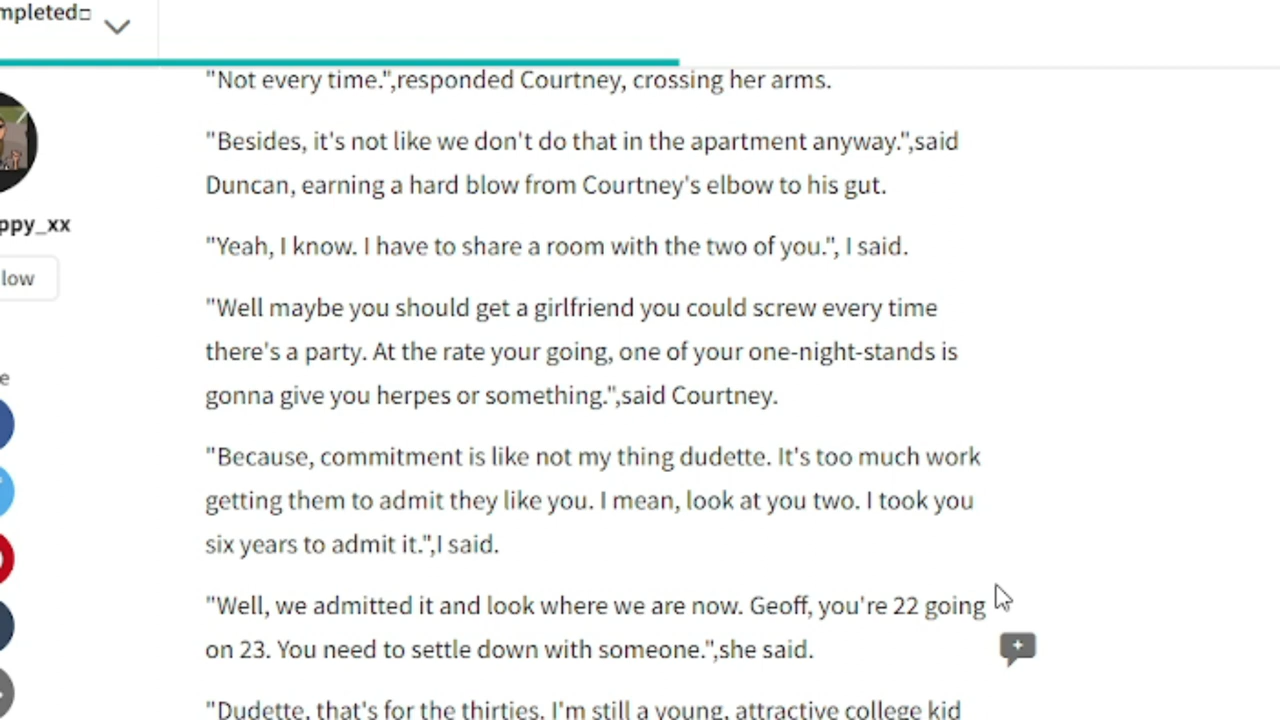 mpleted□
"Not every time.",responded Courtney, crossing her arms.
"Besides, it's not like we don't do that in the apartment anyway.",said
Duncan, earning a hard blow from Courtney's elbow to his gut.
ppy_xx
"Yeah, I know. I have to share a room with the two of you.", I said.
low
"Well maybe you should get a girlfriend you could screw every time
there's a party. At the rate your going, one of your one-night-stands is
e
gonna give you herpes or something.",said Courtney.
"Because, commitment is like not my thing dudette. It's too much work
getting them to admit they like you. I mean, look at you two. I took you
six years to admit it.",I said.
"Well, we admitted it and look where we are now. Geoff, you're 22 going
on 23. You need to settle down with someone.",she said.
"Dudette, that's for the thirties. I'm still a young, attractive college kid